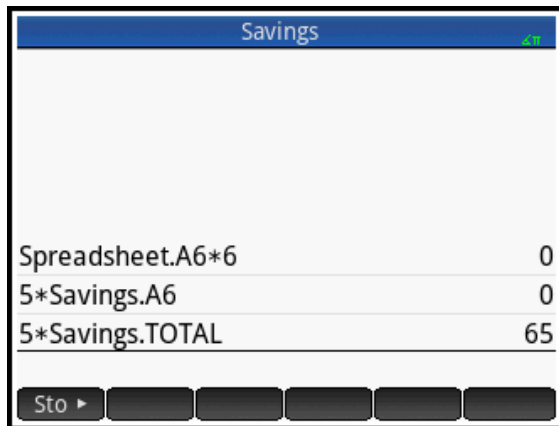 Savings
∡π
Spreadsheet.A6*6 0
5*Savings.A6 0
5*Savings.TOTAL 65
Sto ▶